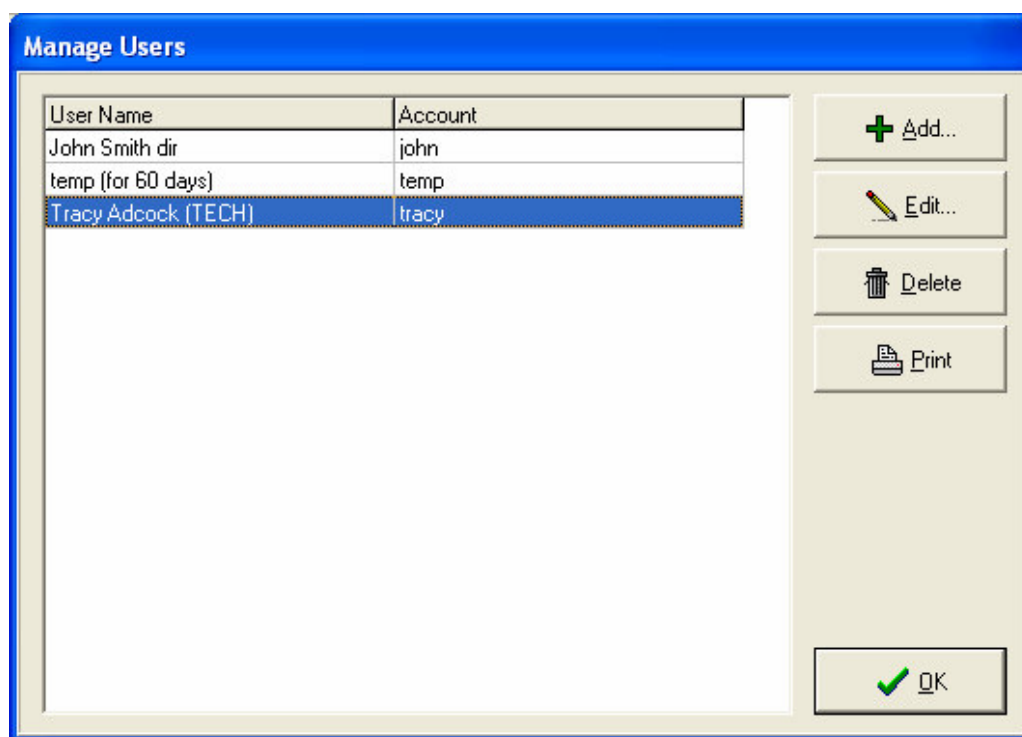 Manage Users
User Name Account
John Smith dir john
temp (for 60 days) temp
Tracy Adcock (TECH) tracy
Add...
Edit...
Delete
Print
OK